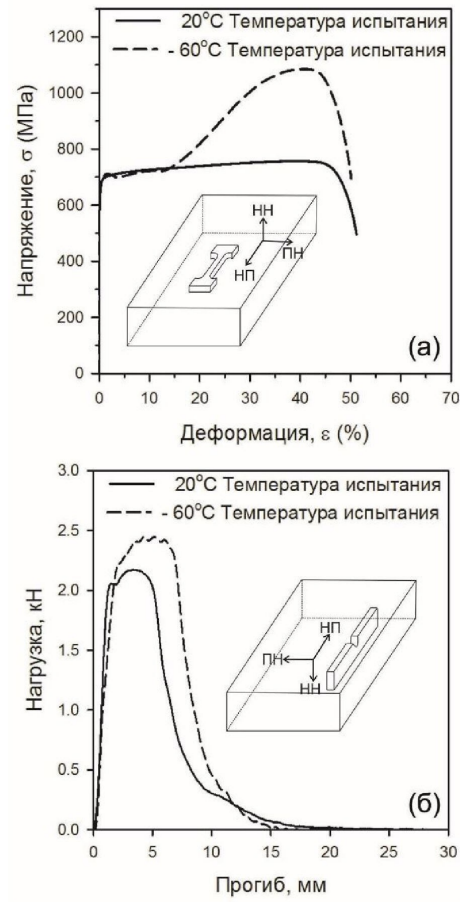 20°C Температура испытания
- 60°C Температура испытания
1200
1000
800
600
400
200
0
Напряжение, σ (МПа)
НН
ПН
НП
(а)
0 10 20 30 40 50 60 70
Деформация, ε (%)
3.0
20°C Температура испытания
- 60°C Температура испытания
2.5
2.0
1.5
1.0
0.5
0.0
Нагрузка, кН
НП
ПН
НН
(б)
0 5 10 15 20 25 30
Прогиб, мм